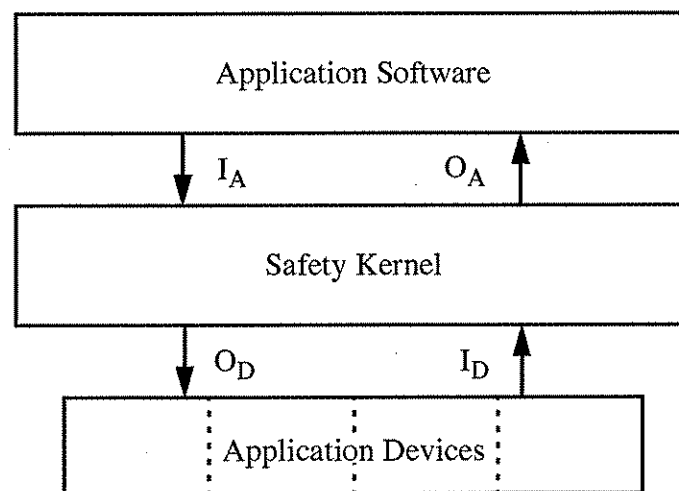 Application Software
I_A O_A
Safety Kernel
O_D I_D
Application Devices